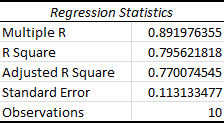 Regression Statistics
Multiple R 0.891976355
R Square 0.795621818
Adjusted R Square 0.770074545
Standard Error 0.113133477
Observations 10